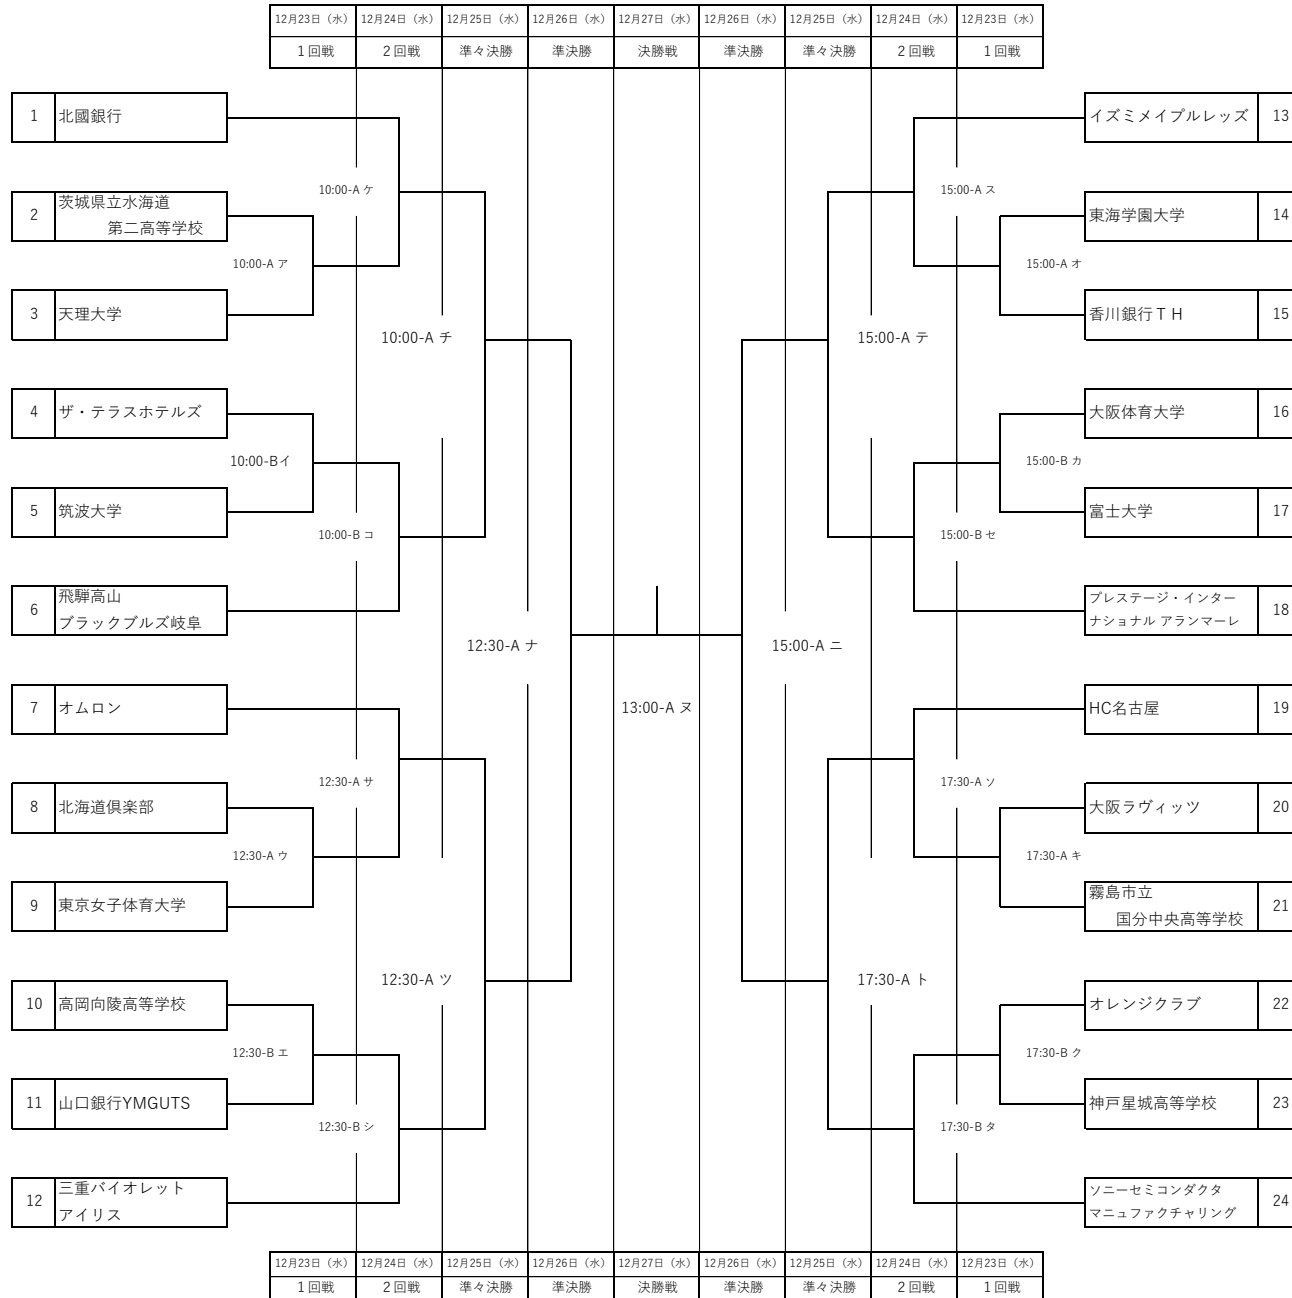 12月23日（水） 12月24日（水） 12月25日（水） 12月26日（水） 12月27日（水） 12月26日（水） 12月25日（水） 12月24日（水） 12月23日（水）
1回戦 2回戦 準々決勝 準決勝 決勝戦 準決勝 準々決勝 2回戦 1回戦
1 北國銀行
イズミメイプルレッズ 13
10:00-A ケ
15:00-A ス
2 茨城県立水海道
第二高等学校
東海学園大学 14
10:00-A ア
15:00-A オ
3 天理大学
香川銀行ＴＨ 15
10:00-A チ
15:00-A テ
4 ザ・テラスホテルズ
大阪体育大学 16
10:00-Bイ
15:00-B カ
5 筑波大学
富士大学 17
10:00-B コ
15:00-B セ
6 飛騨高山
ブラックブルズ岐阜
プレステージ・インター
ナショナル アランマーレ 18
12:30-A ナ
15:00-A ニ
7 オムロン
13:00-A ヌ
HC名古屋 19
12:30-A サ
17:30-A ソ
8 北海道倶楽部
大阪ラヴィッツ 20
12:30-A ウ
17:30-A キ
9 東京女子体育大学
霧島市立
国分中央高等学校 21
12:30-A ツ
17:30-A ト
10 高岡向陵高等学校
オレンジクラブ 22
12:30-B エ
17:30-B ク
11 山口銀行YMGUTS
神戸星城高等学校 23
12:30-B シ
17:30-B タ
12 三重バイオレット
アイリス
ソニーセミコンダクタ
マニュファクチャリング 24
12月23日（水） 12月24日（水） 12月25日（水） 12月26日（水） 12月27日（水） 12月26日（水） 12月25日（水） 12月24日（水） 12月23日（水）
1回戦 2回戦 準々決勝 準決勝 決勝戦 準決勝 準々決勝 2回戦 1回戦